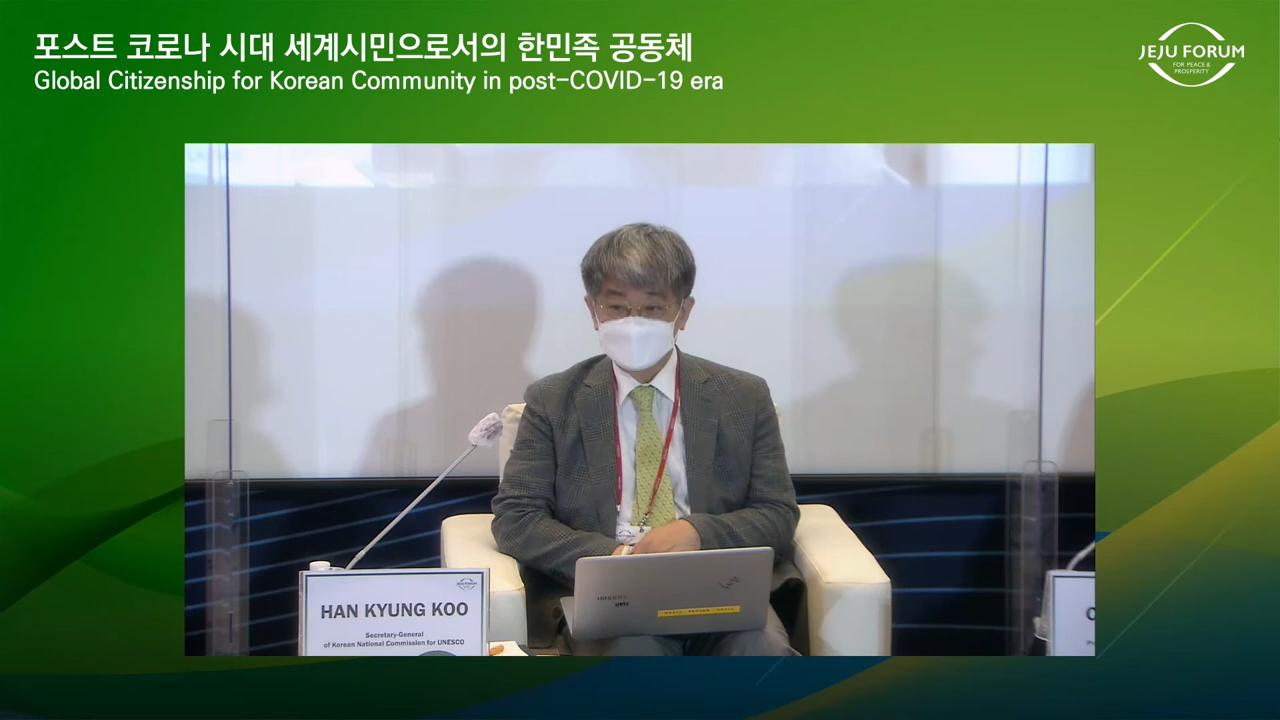 포스트 코로나 시대 세계시민으로서의 한민족 공동체
Global Citizenship for Korean Community in post-COVID-19 era
JEJU FORUM
FOR PEACE &
PROSPERITY
JEJU FORUM
HAN KYUNG KOO
Secretary-General
of Korean National Commission for UNESCO